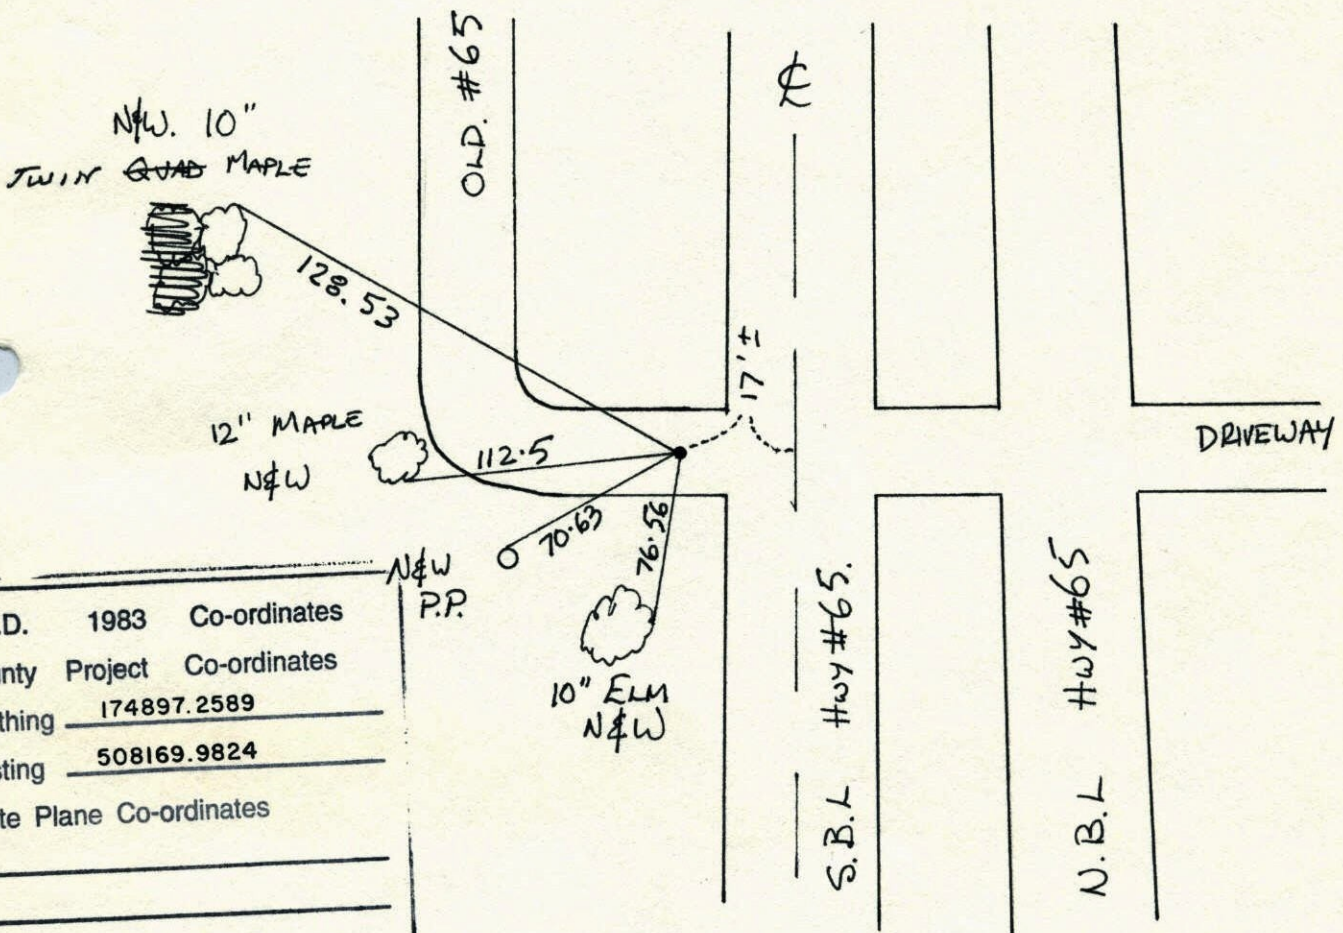 OLD. #65
℄
N&W. 10"
TWIN QUAD MAPLE
128.53
17'±
12" MAPLE
N&W
112.5
DRIVEWAY
70.63
76.56
N&W
P.P.
10" ELM
N&W
S.B.L Hwy #65.
N.B.L Hwy #65
.D. 1983 Co-ordinates
nty Project Co-ordinates
thing 174897.2589
sting 508169.9824
te Plane Co-ordinates